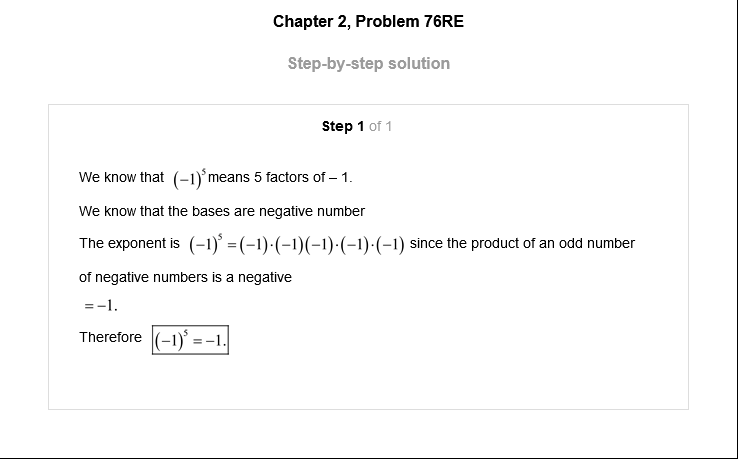 Chapter 2, Problem 76RE
Step-by-step solution
Step 1 of 1
We know that (−1)⁵ means 5 factors of – 1.
We know that the bases are negative number
The exponent is (−1)⁵ = (−1)·(−1)(−1)·(−1)·(−1) since the product of an odd number
of negative numbers is a negative
= −1.
Therefore (−1)⁵ = −1.